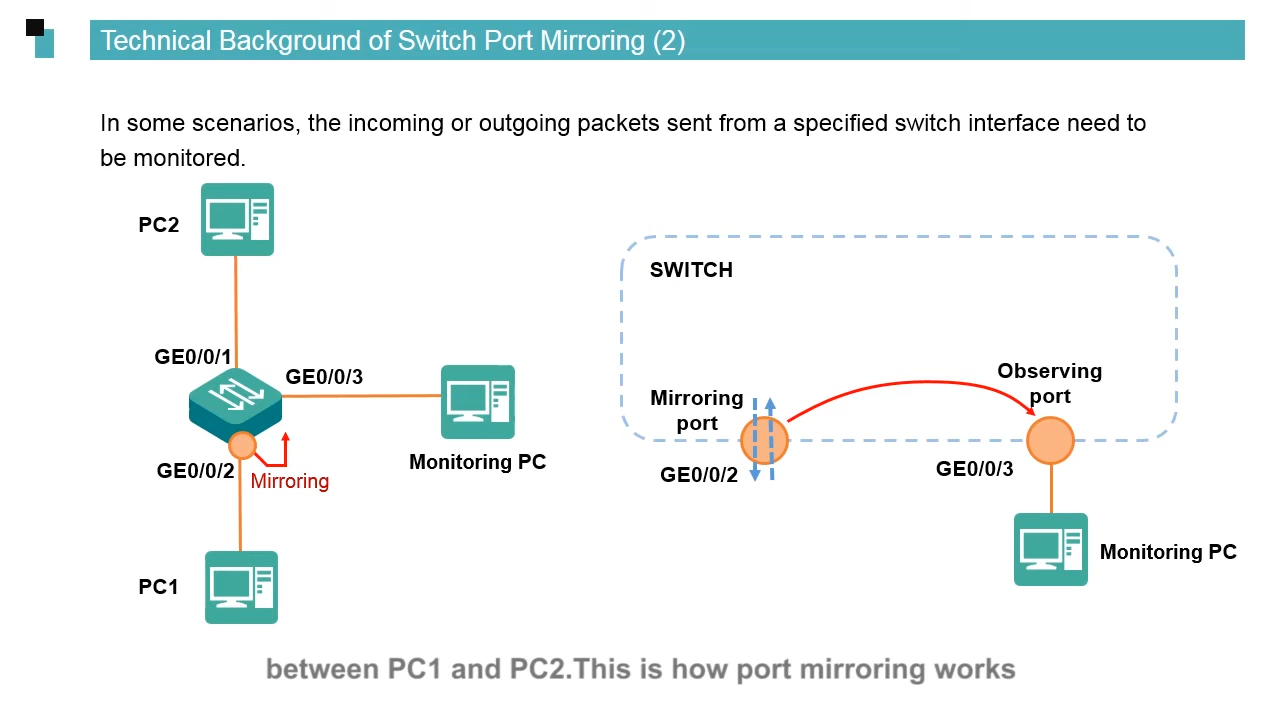 Technical Background of Switch Port Mirroring (2)
In some scenarios, the incoming or outgoing packets sent from a specified switch interface need to
be monitored.
PC2
GE0/0/1
GE0/0/3
GE0/0/2
Mirroring
Monitoring PC
PC1
SWITCH
Mirroring
port
GE0/0/2
Observing
port
GE0/0/3
Monitoring PC
between PC1 and PC2.This is how port mirroring works